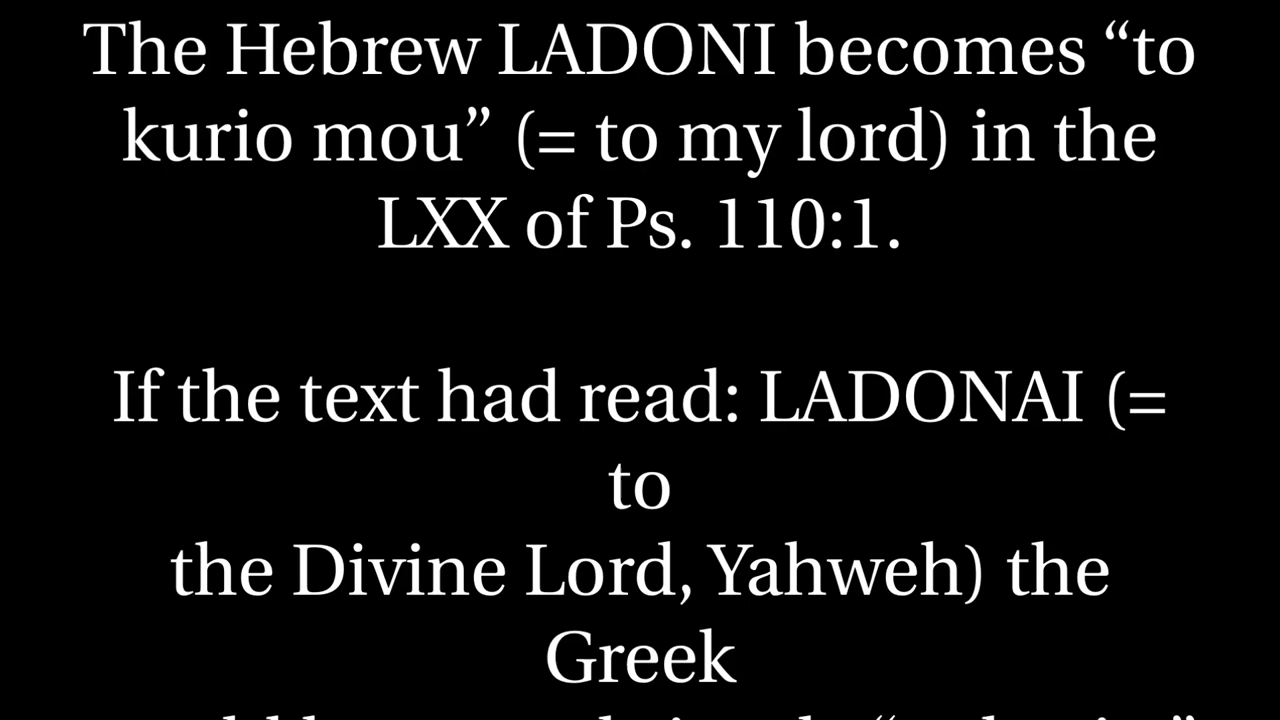 The Hebrew LADONI becomes “to
kurio mou” (= to my lord) in the
LXX of Ps. 110:1.
If the text had read: LADONAI (=
to
the Divine Lord, Yahweh) the
Greek